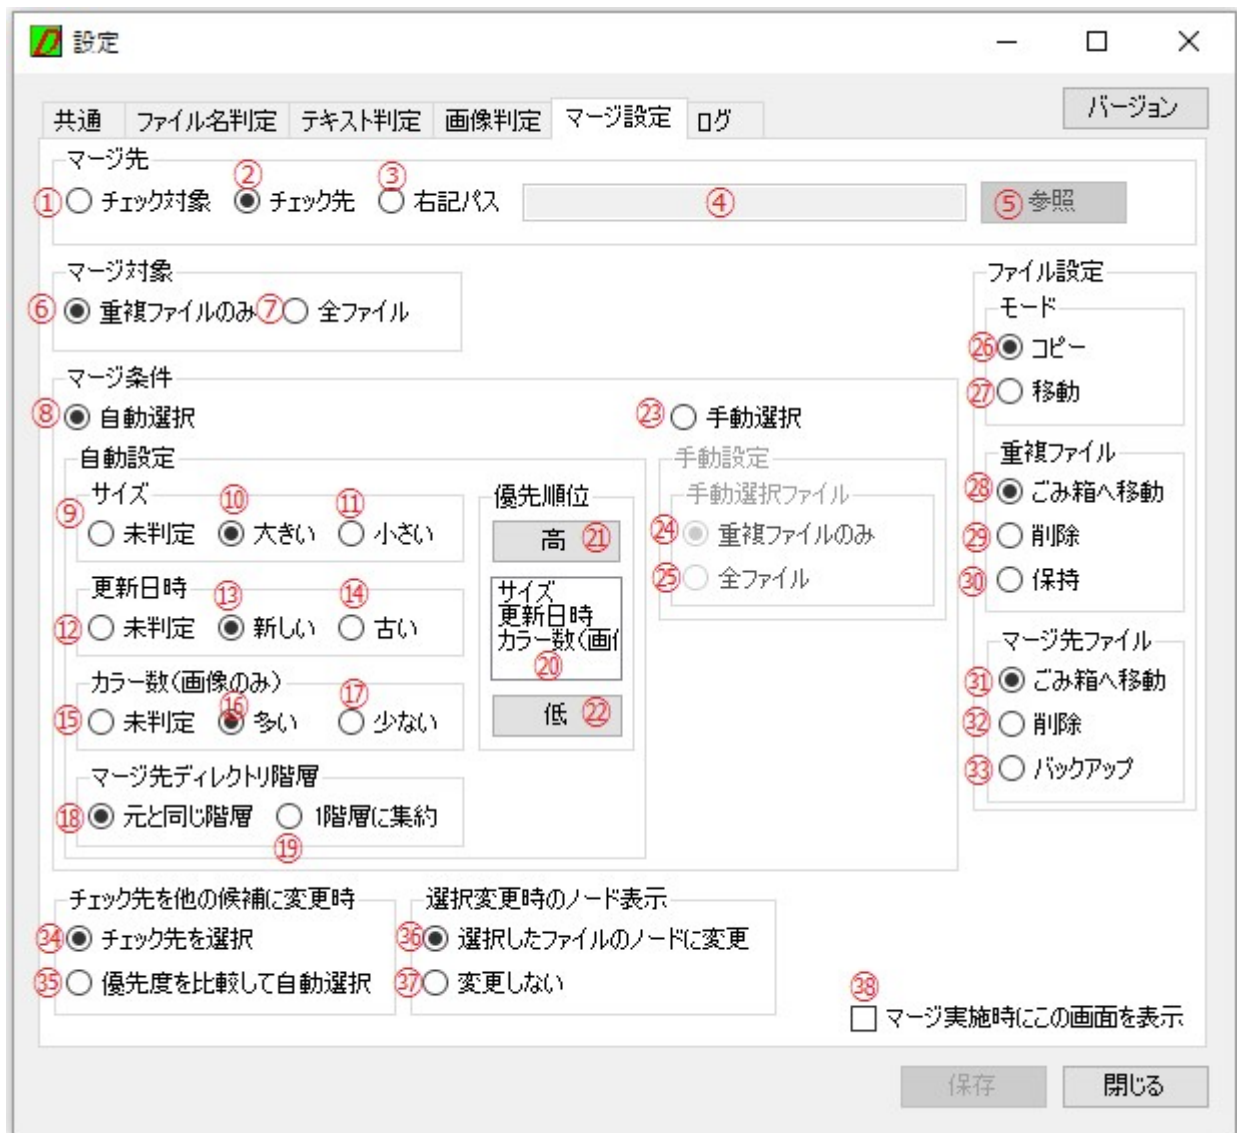 設定
バージョン
共通 ファイル名判定 テキスト判定 画像判定 マージ設定 ログ
マージ先
① チェック対象 ② チェック先 ③ 右記パス ④ ⑤ 参照
マージ対象
⑥ 重複ファイルのみ ⑦ 全ファイル
マージ条件
⑧ 自動選択
自動設定
サイズ
⑨ 未判定 ⑩ 大きい ⑪ 小さい
更新日時
⑫ 未判定 ⑬ 新しい ⑭ 古い
カラー数(画像のみ)
⑮ 未判定 ⑯ 多い ⑰ 少ない
マージ先ディレクトリ階層
⑱ 元と同じ階層 ⑲ 1階層に集約
優先順位
高 ㉑
サイズ
更新日時
カラー数(画
⑳
低 ㉒
㉓ 手動選択
手動設定
手動選択ファイル
㉔ 重複ファイルのみ
㉕ 全ファイル
ファイル設定
モード
㉖ コピー
㉗ 移動
重複ファイル
㉘ ごみ箱へ移動
㉙ 削除
㉚ 保持
マージ先ファイル
㉛ ごみ箱へ移動
㉜ 削除
㉝ バックアップ
チェック先を他の候補に変更時
㉞ チェック先を選択
㉟ 優先度を比較して自動選択
選択変更時のノード表示
㊱ 選択したファイルのノードに変更
㊲ 変更しない
㊳ マージ実施時にこの画面を表示
保存 閉じる